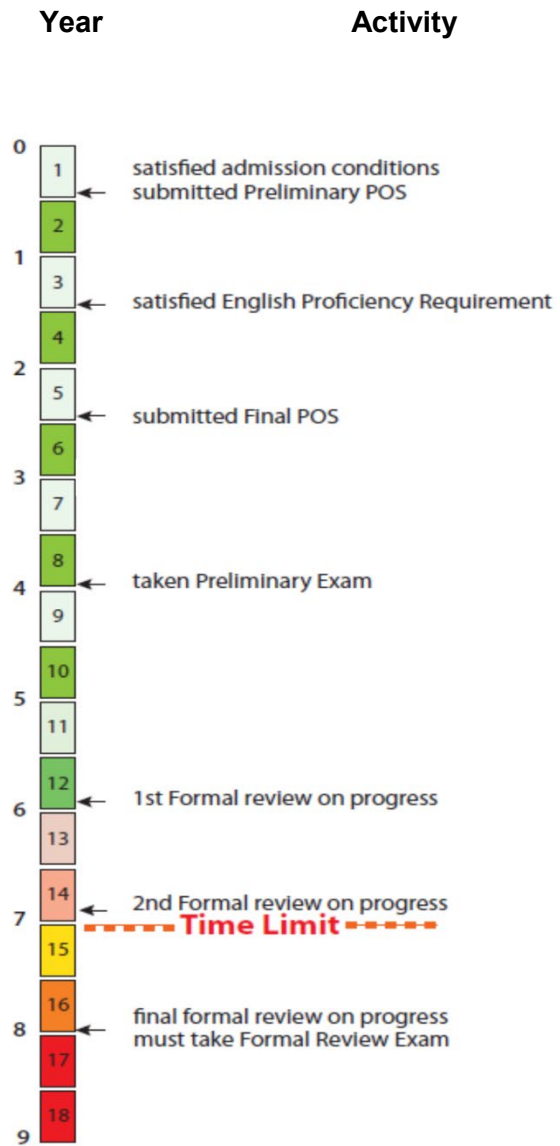 Year Activity
0
1 satisfied admission conditions
submitted Preliminary POS
2
1
3
satisfied English Proficiency Requirement
4
2
5
submitted Final POS
6
3
7
8
taken Preliminary Exam
4
9
10
5
11
12
1st Formal review on progress
6
13
14
2nd Formal review on progress
7
Time Limit
15
16
final formal review on progress
8
must take Formal Review Exam
17
18
9